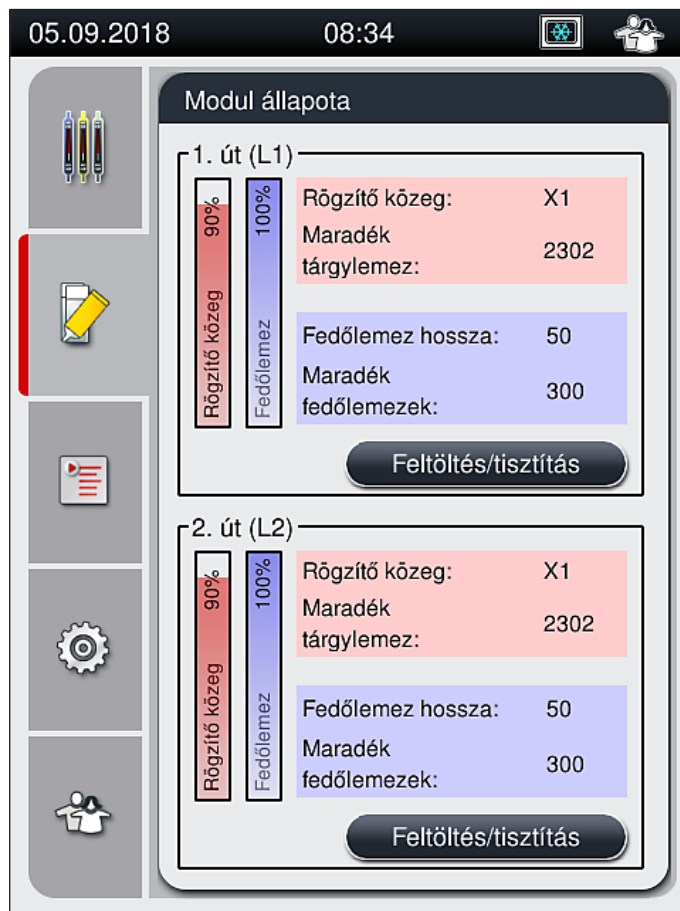 05.09.2018 08:34
Modul állapota
1. út (L1)
90%
Rögzítő közeg
100%
Fedőlemez
Rögzítő közeg: X1
Maradék
tárgylemez: 2302
Fedőlemez hossza: 50
Maradék
fedőlemezek: 300
Feltöltés/tisztítás
2. út (L2)
90%
Rögzítő közeg
100%
Fedőlemez
Rögzítő közeg: X1
Maradék
tárgylemez: 2302
Fedőlemez hossza: 50
Maradék
fedőlemezek: 300
Feltöltés/tisztítás